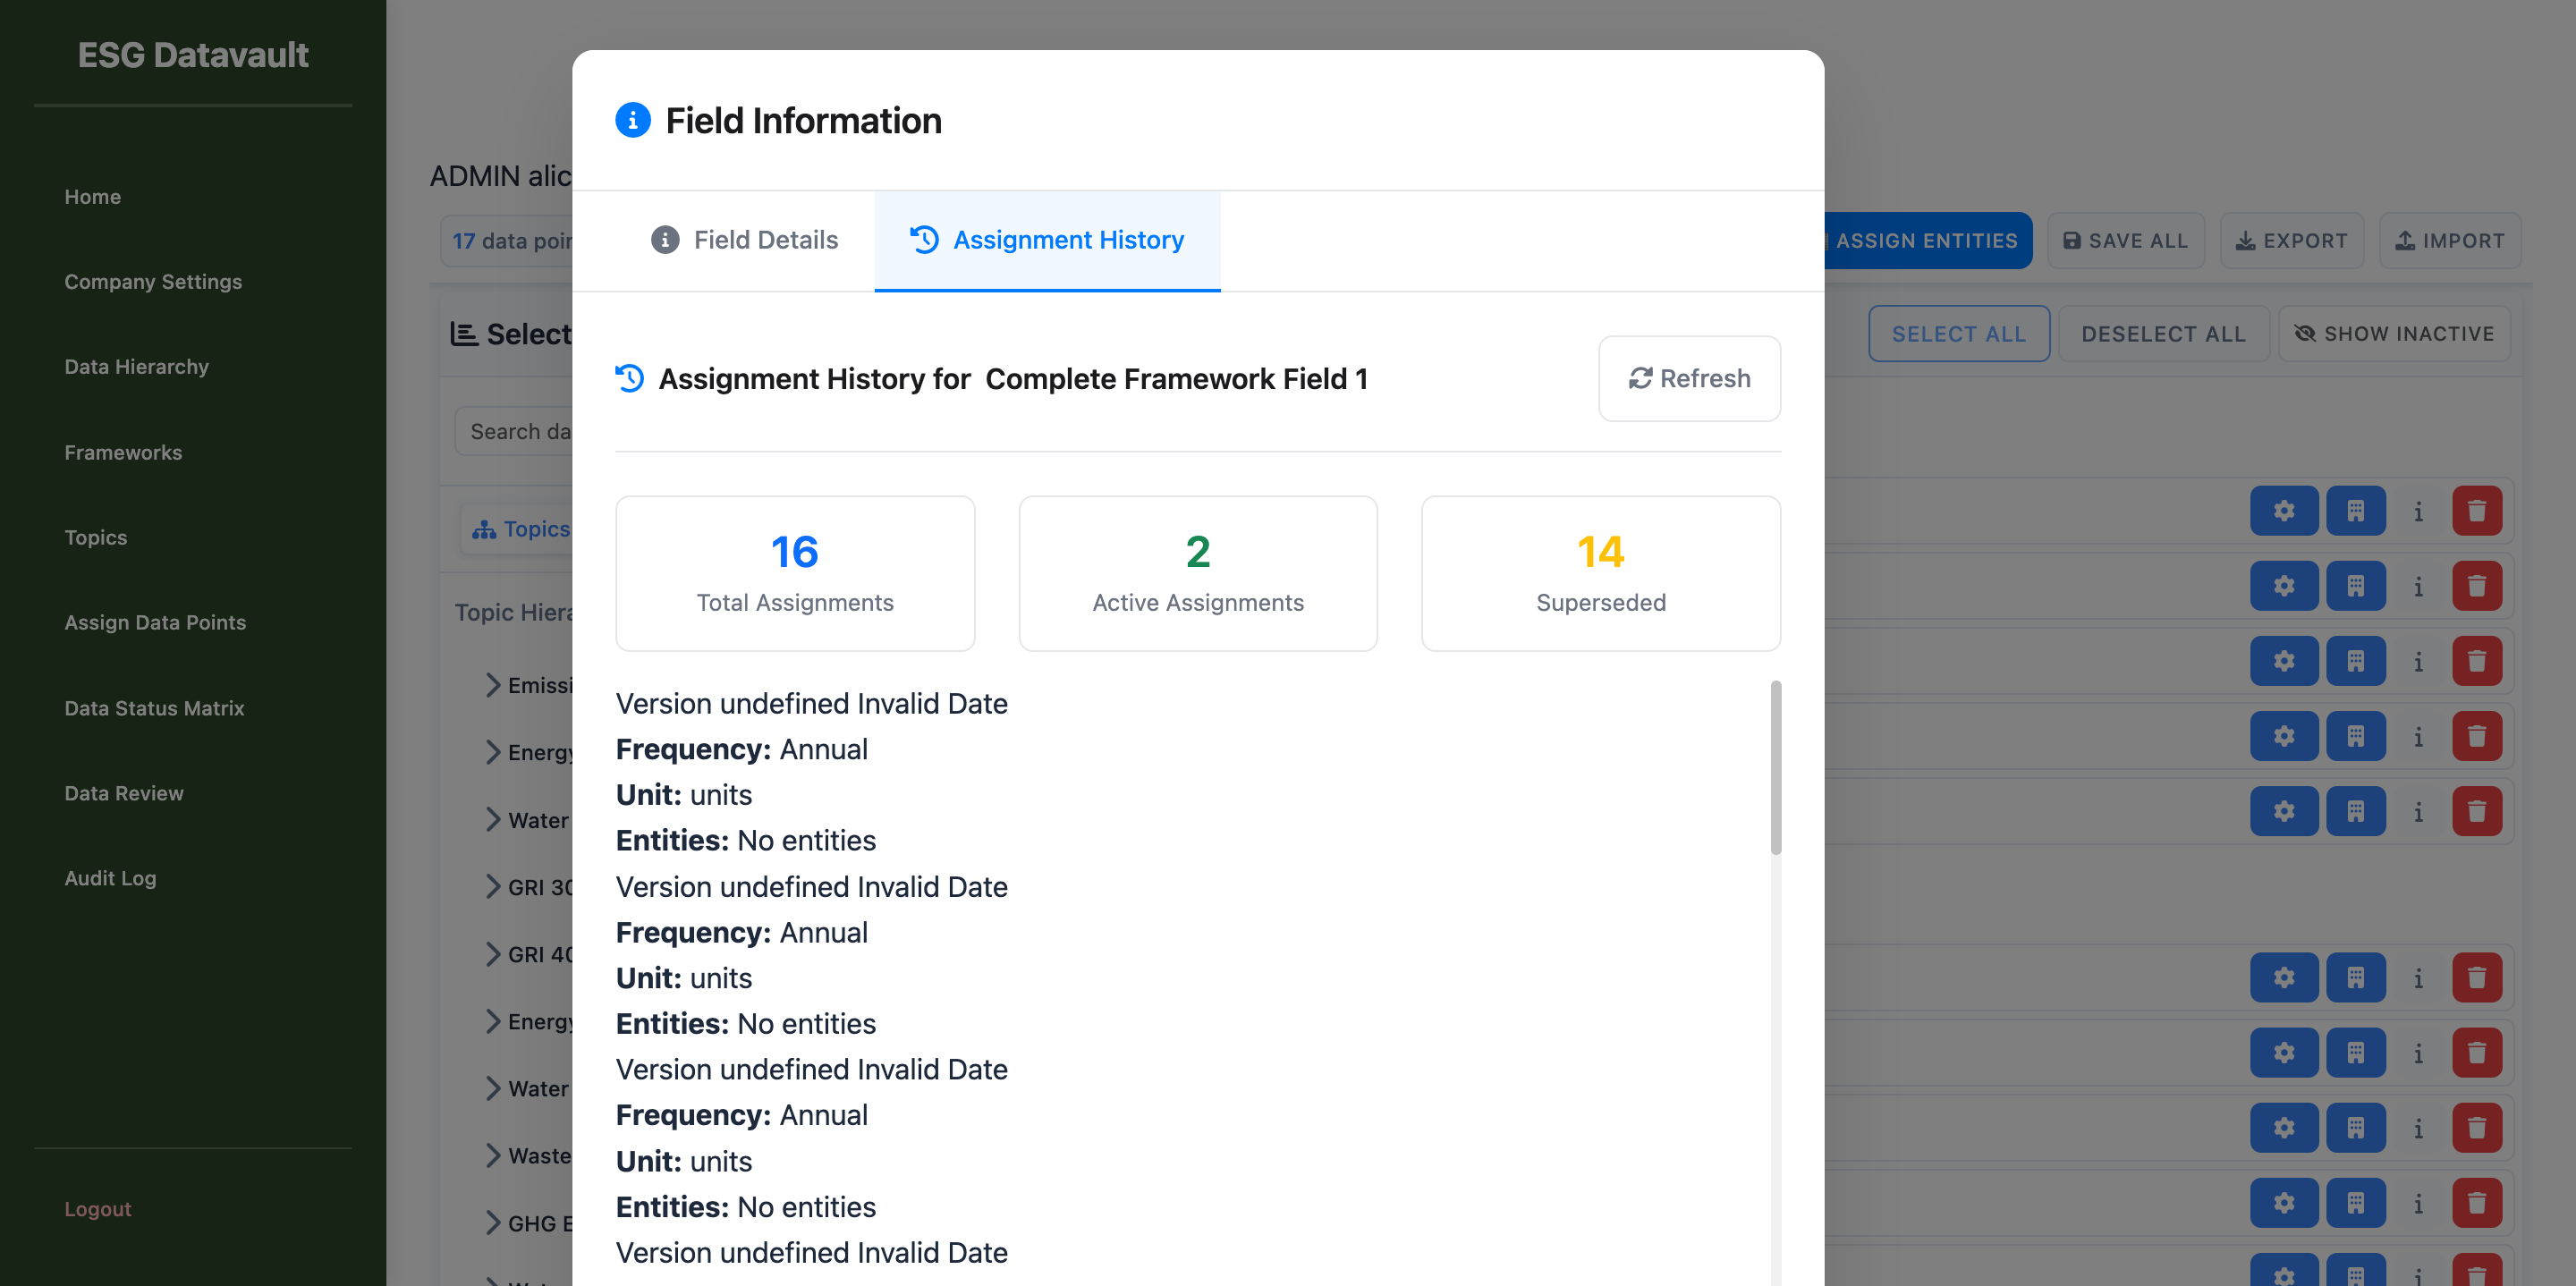 ESG Datavault
Home
Company Settings
Data Hierarchy
Frameworks
Topics
Assign Data Points
Data Status Matrix
Data Review
Audit Log
Logout
ADMIN alic
17 data poin
ASSIGN ENTITIES
SAVE ALL
EXPORT
IMPORT
Select
SELECT ALL
DESELECT ALL
SHOW INACTIVE
Search da
Topics
Topic Hiera
Emissi
Energy
Water
GRI 30
GRI 40
Energy
Water
Waste
GHG E
Field Information
Field Details
Assignment History
Assignment History for Complete Framework Field 1
Refresh
16
Total Assignments
2
Active Assignments
14
Superseded
Version undefined Invalid Date
Frequency: Annual
Unit: units
Entities: No entities
Version undefined Invalid Date
Frequency: Annual
Unit: units
Entities: No entities
Version undefined Invalid Date
Frequency: Annual
Unit: units
Entities: No entities
Version undefined Invalid Date